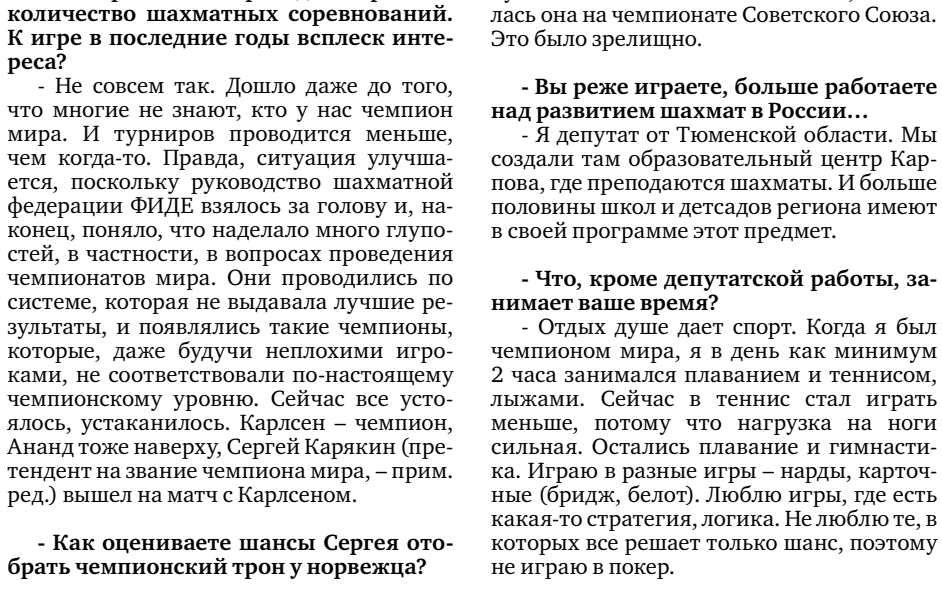 количество шахматных соревнований.
К игре в последние годы всплеск инте-
реса?
- Не совсем так. Дошло даже до того,
что многие не знают, кто у нас чемпион
мира. И турниров проводится меньше,
чем когда-то. Правда, ситуация улучша-
ется, поскольку руководство шахматной
федерации ФИДЕ взялось за голову и, на-
конец, поняло, что наделало много глупо-
стей, в частности, в вопросах проведения
чемпионатов мира. Они проводились по
системе, которая не выдавала лучшие ре-
зультаты, и появлялись такие чемпионы,
которые, даже будучи неплохими игро-
ками, не соответствовали по-настоящему
чемпионскому уровню. Сейчас все усто-
ялось, устаканилось. Карлсен – чемпион,
Ананд тоже наверху, Сергей Карякин (пре-
тендент на звание чемпиона мира, – прим.
ред.) вышел на матч с Карлсеном.
- Как оцениваете шансы Сергея ото-
брать чемпионский трон у норвежца?
лась она на чемпионате Советского Союза.
Это было зрелищно.
- Вы реже играете, больше работаете
над развитием шахмат в России...
- Я депутат от Тюменской области. Мы
создали там образовательный центр Кар-
пова, где преподаются шахматы. И больше
половины школ и детсадов региона имеют
в своей программе этот предмет.
- Что, кроме депутатской работы, за-
нимает ваше время?
- Отдых душе дает спорт. Когда я был
чемпионом мира, я в день как минимум
2 часа занимался плаванием и теннисом,
лыжами. Сейчас в теннис стал играть
меньше, потому что нагрузка на ноги
сильная. Остались плавание и гимнасти-
ка. Играю в разные игры – нарды, карточ-
ные (бридж, белот). Люблю игры, где есть
какая-то стратегия, логика. Не люблю те, в
которых все решает только шанс, поэтому
не играю в покер.